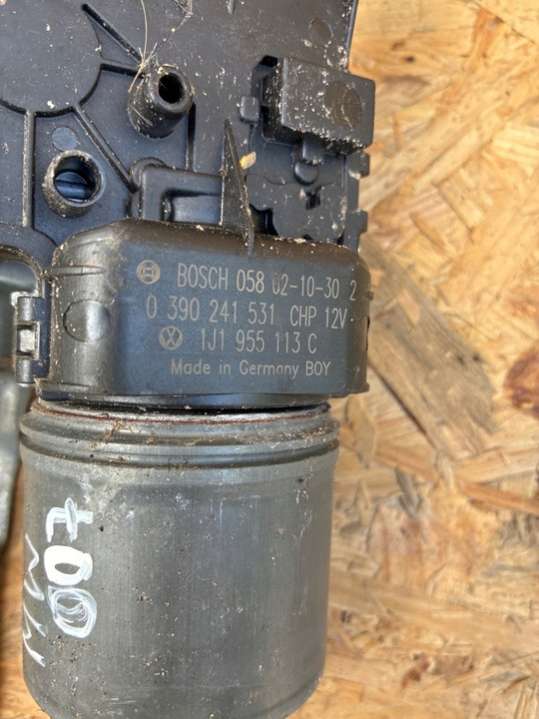 BOSCH 058 02-10-30 2
0 390 241 531 CHP 12V-
1J1 955 113 C
Made in Germany BOY